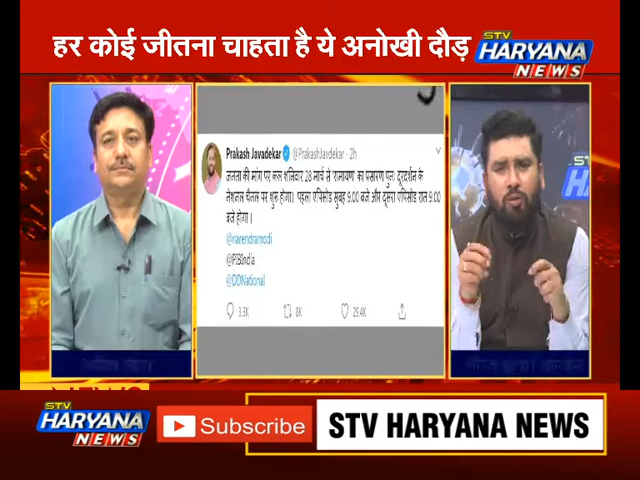 हर कोई जीतना चाहता है ये अनोखी दौड़
STV
HARYANA
NEWS
Prakash Javadekar @PrakashJavdekar · 2h
जनता की मांग पर कल शनिवार 28 मार्च से 'रामायण' का प्रसारण पुनः दूरदर्शन के
नेशनल चैनल पर शुरू होगा। पहला एपिसोड सुबह 9.00 बजे और दूसरा एपिसोड रात 9.00
बजे होगा।
@narendramodi
@PIBIndia
@DDNational
3.3K 8K 29.4K
STV
HARYANA
NEWS
Subscribe
STV HARYANA NEWS